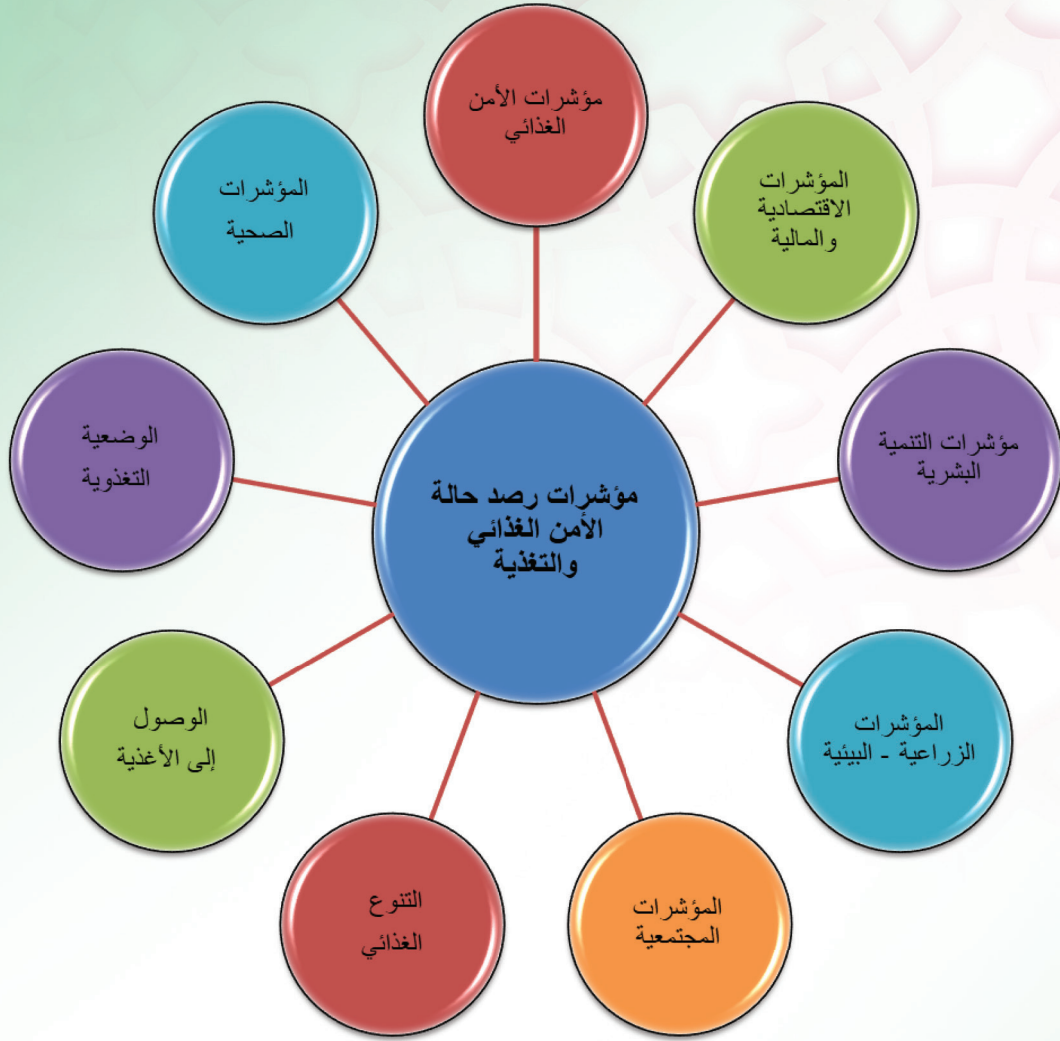 مؤشرات الأمن
الغذائي
المؤشرات
الاقتصادية
والمالية
مؤشرات التنمية
البشرية
المؤشرات
الزراعية - البيئية
المؤشرات
المجتمعية
التنوع
الغذائي
الوصول
إلى الأغذية
الوضعية
التغذوية
المؤشرات
الصحية
مؤشرات رصد حالة
الأمن الغذائي
والتغذية